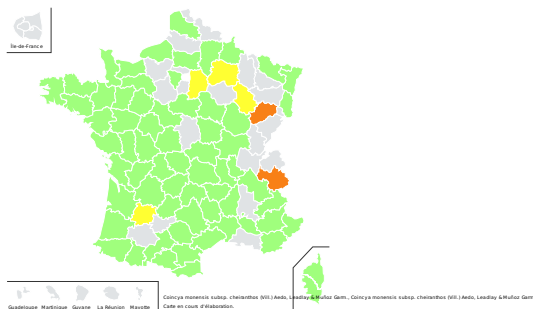 Île-de-France
Guadeloupe Martinique Guyane La Réunion Mayotte
Coincya monensis subsp. cheiranthos (Vill.) Aedo, Leadlay & Muñoz Garm., Coincya monensis subsp. cheiranthos (Vill.) Aedo, Leadlay & Muñoz Garm
Carte en cours d'élaboration.